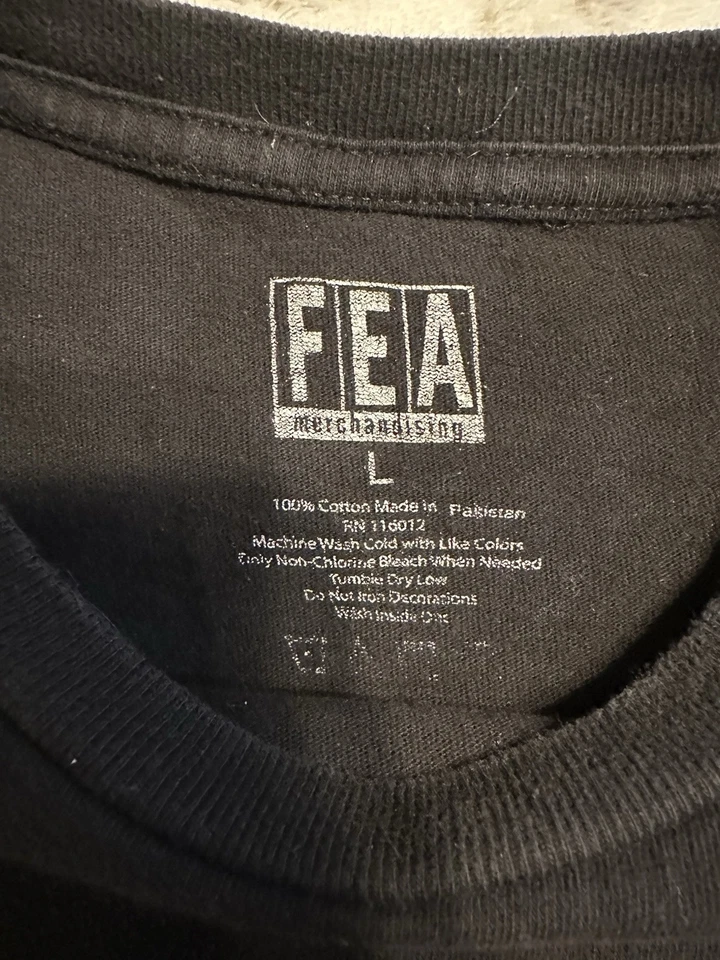 FEA
merchandising
L
100% Cotton Made in Pakistan
RN 116012
Machine Wash Cold with Like Colors
Only Non-Chlorine Bleach When Needed
Tumble Dry Low
Do Not Iron Decorations
Wash Inside Out